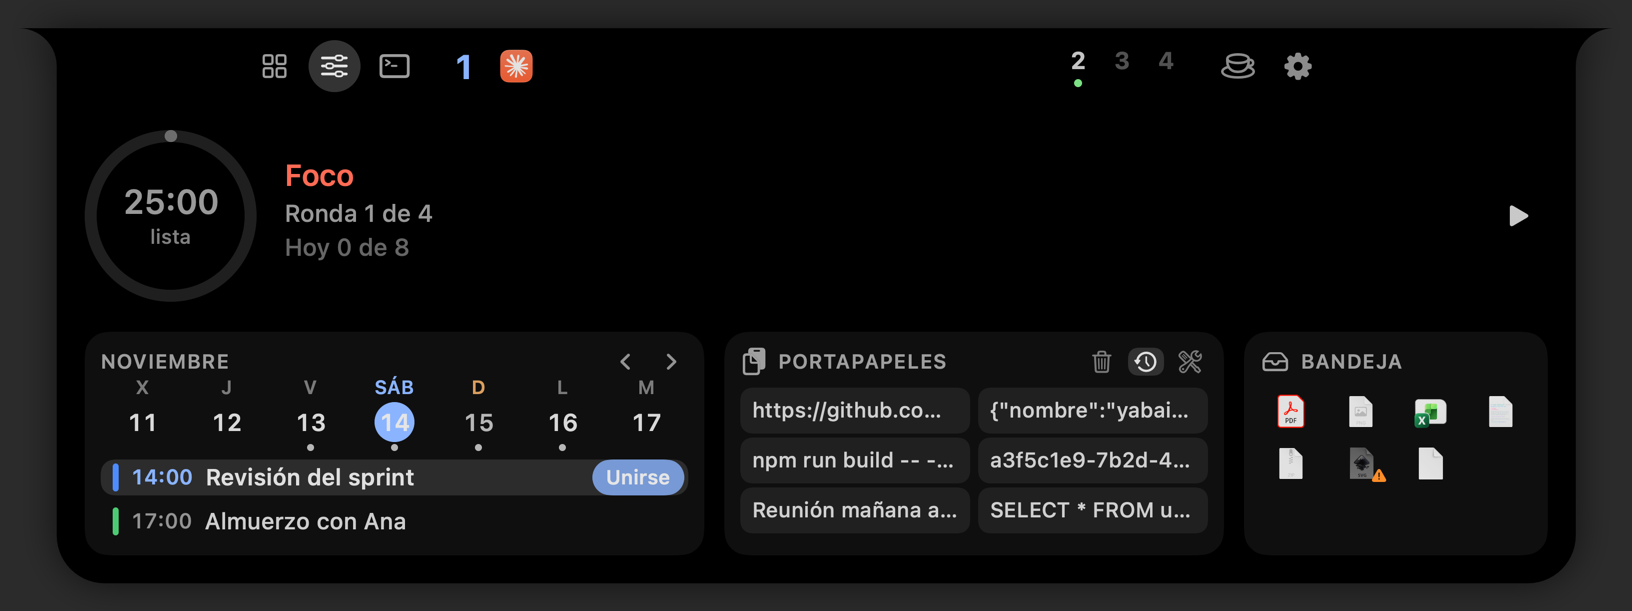 1
2 3 4
25:00
lista
Foco
Ronda 1 de 4
Hoy 0 de 8
NOVIEMBRE
X J V SÁB D L M
11 12 13 14 15 16 17
14:00 Revisión del sprint Unirse
17:00 Almuerzo con Ana
PORTAPAPELES
https://github.co...
{"nombre":"yabai...
npm run build -- -...
a3f5c1e9-7b2d-4...
Reunión mañana a...
SELECT * FROM u...
BANDEJA
PDF
X